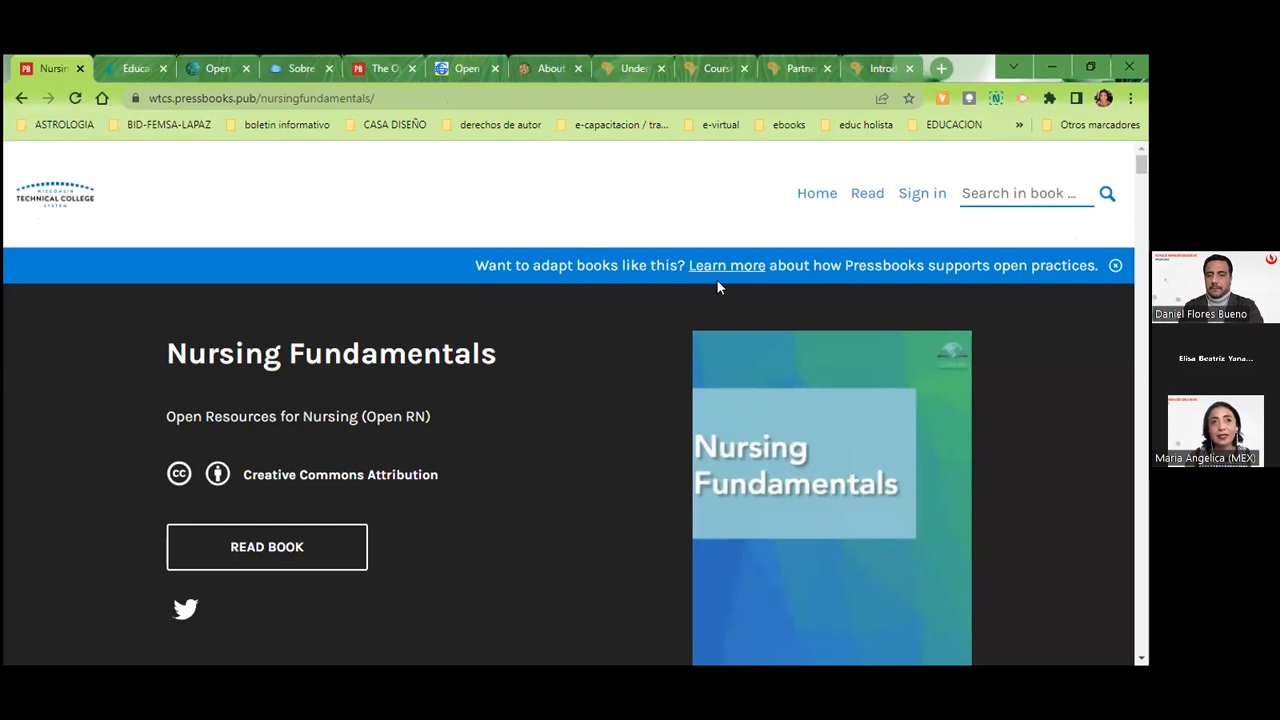 Nursin
Educa
Open
Sobre
The O
Open
About
Under
Cours
Partne
Introd
wtcs.pressbooks.pub/nursingfundamentals/
ASTROLOGIA
BID-FEMSA-LAPAZ
boletin informativo
CASA DISEÑO
derechos de autor
e-capacitacion / tra...
e-virtual
ebooks
educ holista
EDUCACION
»
Otros marcadores
WISCONSIN
TECHNICAL COLLEGE
SYSTEM
Home
Read
Sign in
Search in book ...
Want to adapt books like this? Learn more about how Pressbooks supports open practices.
Nursing Fundamentals
Open Resources for Nursing (Open RN)
Creative Commons Attribution
READ BOOK
Nursing
Fundamentals
Daniel Flores Bueno
Elisa Beatriz Yana...
Maria Angelica (MEX)